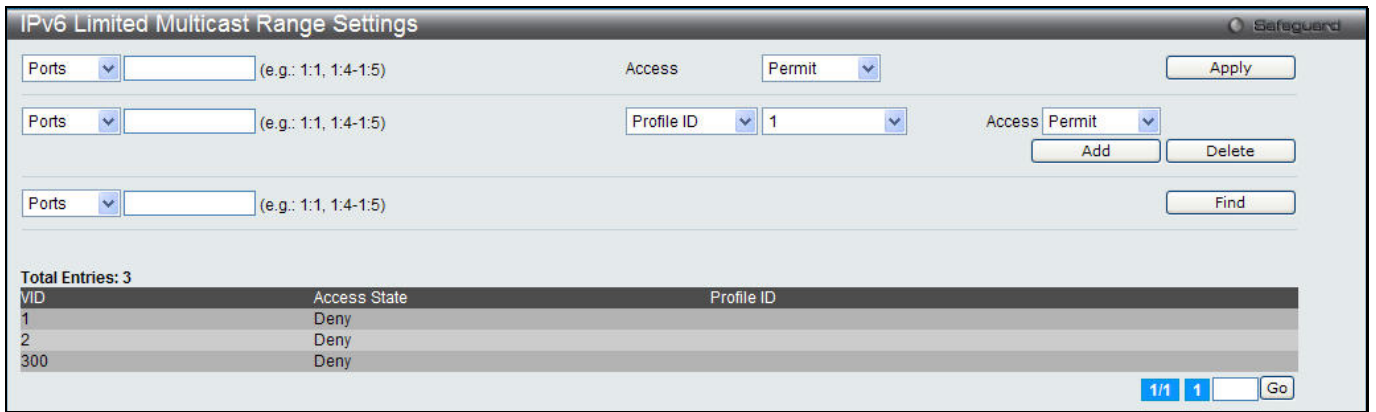 IPv6 Limited Multicast Range Settings Safeguard
Ports (e.g.: 1:1, 1:4-1:5) Access Permit Apply
Ports (e.g.: 1:1, 1:4-1:5) Profile ID 1 Access Permit
Add Delete
Ports (e.g.: 1:1, 1:4-1:5) Find
Total Entries: 3
VID Access State Profile ID
1 Deny
2 Deny
300 Deny
1/1 1 Go